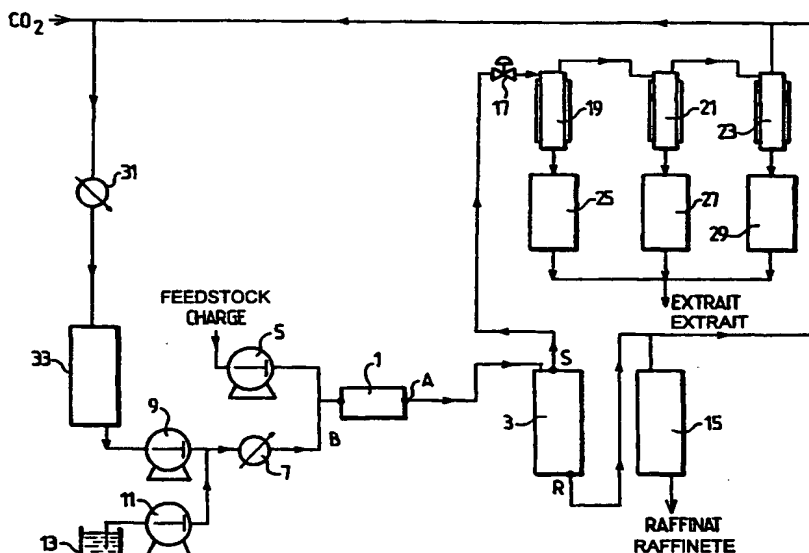 CO2
17
19
21
23
31
25
27
29
FEEDSTOCK
CHARGE
EXTRAIT
EXTRAIT
5
33
1
A
S
9
3
15
B
7
R
11
13
RAFFINAT
RAFFINETE